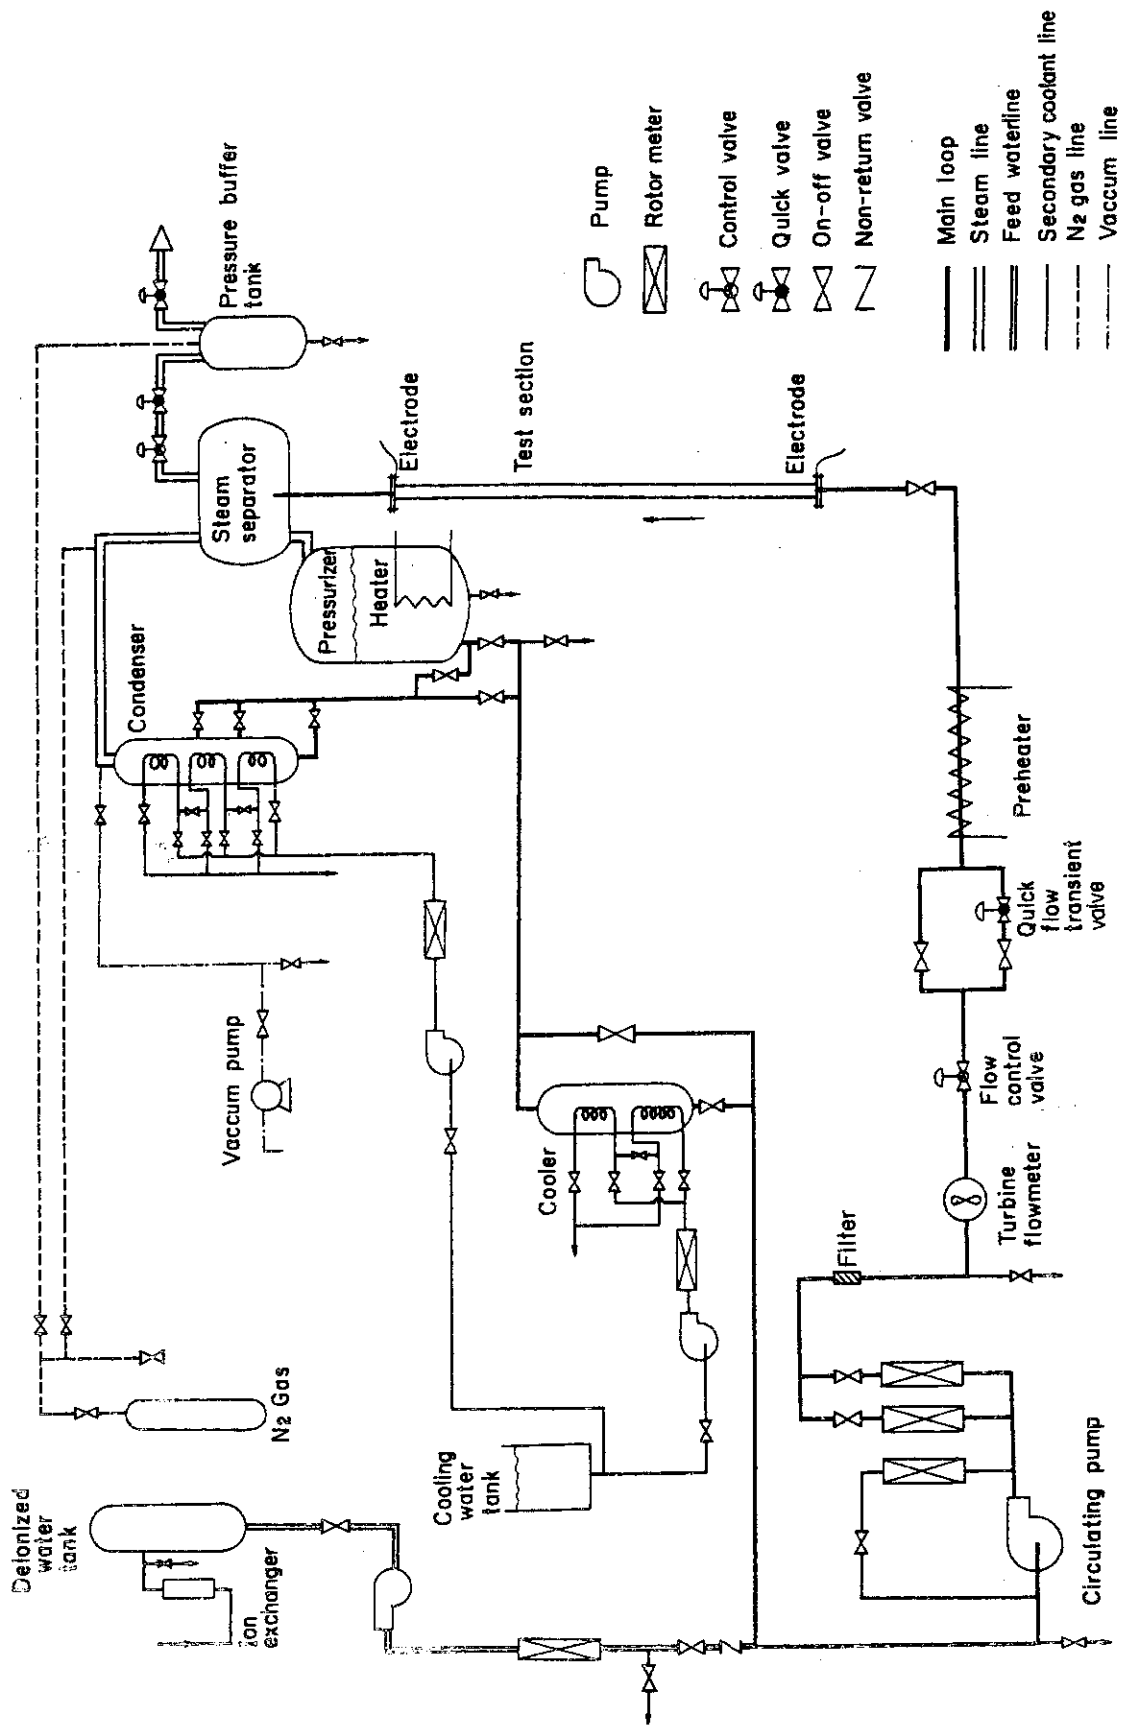 Deionized
water
tank
Ion
exchanger
N2 Gas
Vaccum pump
Condenser
Steam
separator
Pressure buffer
tank
Pressurizer
Heater
Cooling
water
tank
Cooler
Electrode
Test section
Electrode
Filter
Turbine
flowmeter
Flow
control
valve
Quick
flow
transient
valve
Preheater
Circulating pump
Pump
Rotor meter
Control valve
Quick valve
On-off valve
Non-return valve
Main loop
Steam line
Feed waterline
Secondary coolant line
N2 gas line
Vaccum line